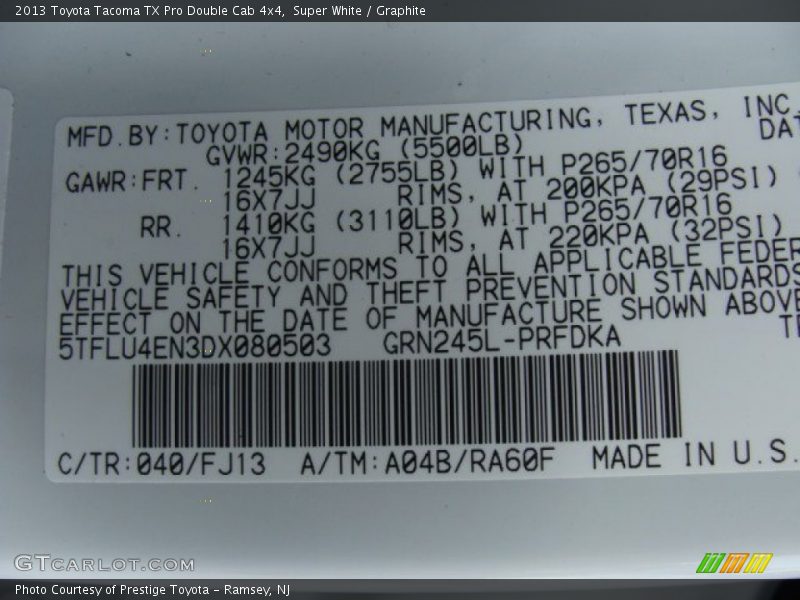 2013 Toyota Tacoma TX Pro Double Cab 4x4, Super White / Graphite
MFD.BY:TOYOTA MOTOR MANUFACTURING, TEXAS, INC.
GVWR:2490KG (5500LB)
GAWR:FRT. 1245KG (2755LB) WITH P265/70R16
16X7JJ RIMS, AT 200KPA (29PSI)
RR. 1410KG (3110LB) WITH P265/70R16
16X7JJ RIMS, AT 220KPA (32PSI)
THIS VEHICLE CONFORMS TO ALL APPLICABLE FEDER
VEHICLE SAFETY AND THEFT PREVENTION STANDARDS
EFFECT ON THE DATE OF MANUFACTURE SHOWN ABOVE
5TFLU4EN3DX080503 GRN245L-PRFDKA
C/TR:040/FJ13 A/TM:A04B/RA60F MADE IN U.S.
GTCARLOT.COM
Photo Courtesy of Prestige Toyota - Ramsey, NJ